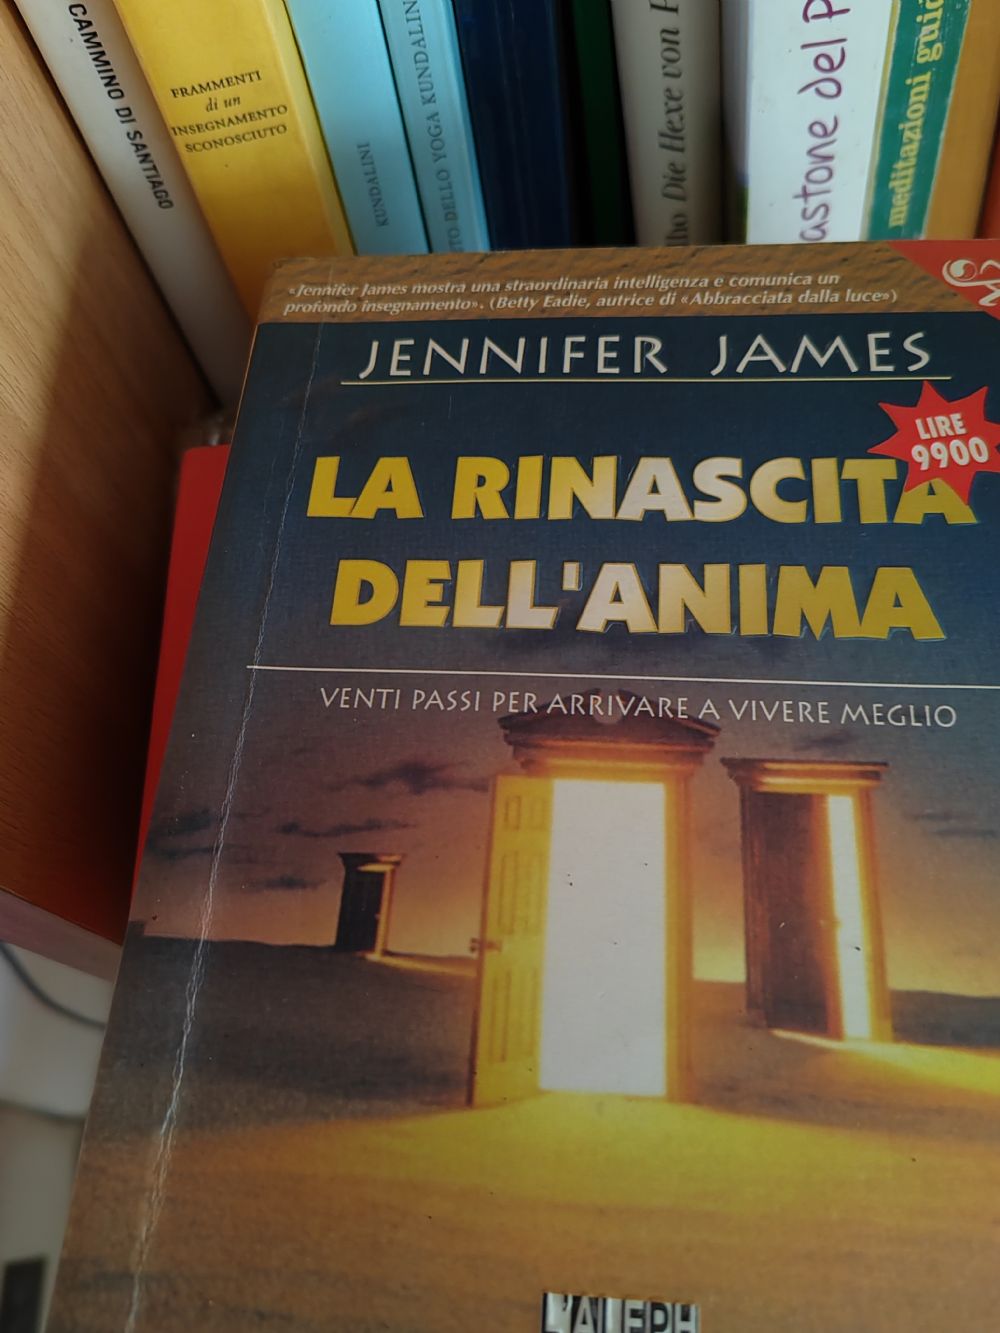 CAMMINO DI SANTIAGO
FRAMMENTI
di un
INSEGNAMENTO
SCONOSCIUTO
KUNDALINI
DELLO YOGA KUNDALINI
Die Hexe von
del
meditazioni
«Jennifer James mostra una straordinaria intelligenza e comunica un
profondo insegnamento». (Betty Eadie, autrice di «Abbracciata dalla luce»)
JENNIFER JAMES
LIRE
9900
LA RINASCITA
DELL'ANIMA
VENTI PASSI PER ARRIVARE A VIVERE MEGLIO
L'ALEPH